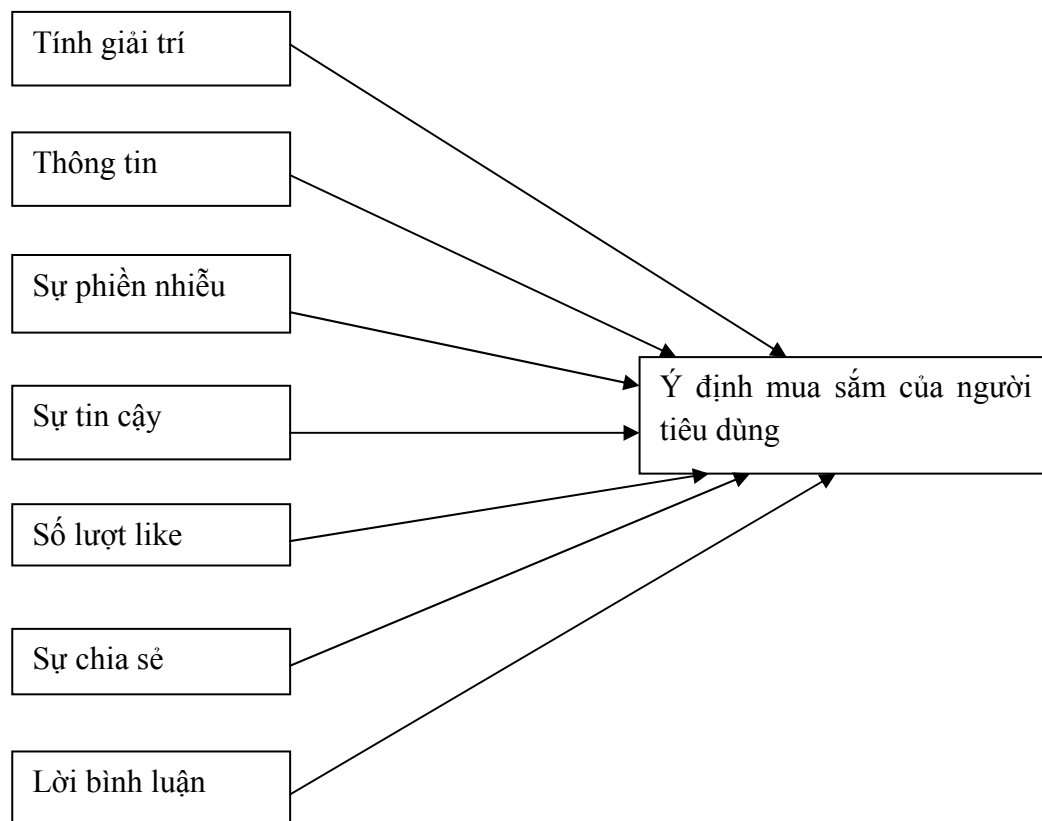 Tính giải trí
Thông tin
Sự phiền nhiễu
Sự tin cậy
Số lượt like
Sự chia sẻ
Lời bình luận
Ý định mua sắm của người
tiêu dùng